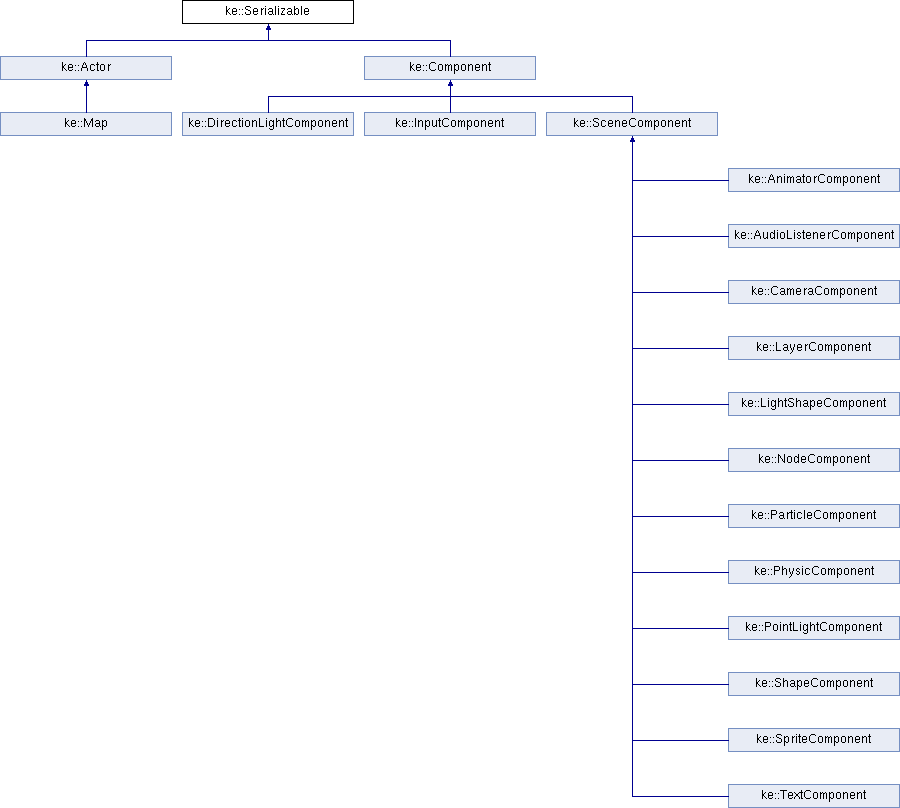 ke::Serializable
ke::Actor
ke::Component
ke::Map
ke::DirectionLightComponent
ke::InputComponent
ke::SceneComponent
ke::AnimatorComponent
ke::AudioListenerComponent
ke::CameraComponent
ke::LayerComponent
ke::LightShapeComponent
ke::NodeComponent
ke::ParticleComponent
ke::PhysicComponent
ke::PointLightComponent
ke::ShapeComponent
ke::SpriteComponent
ke::TextComponent